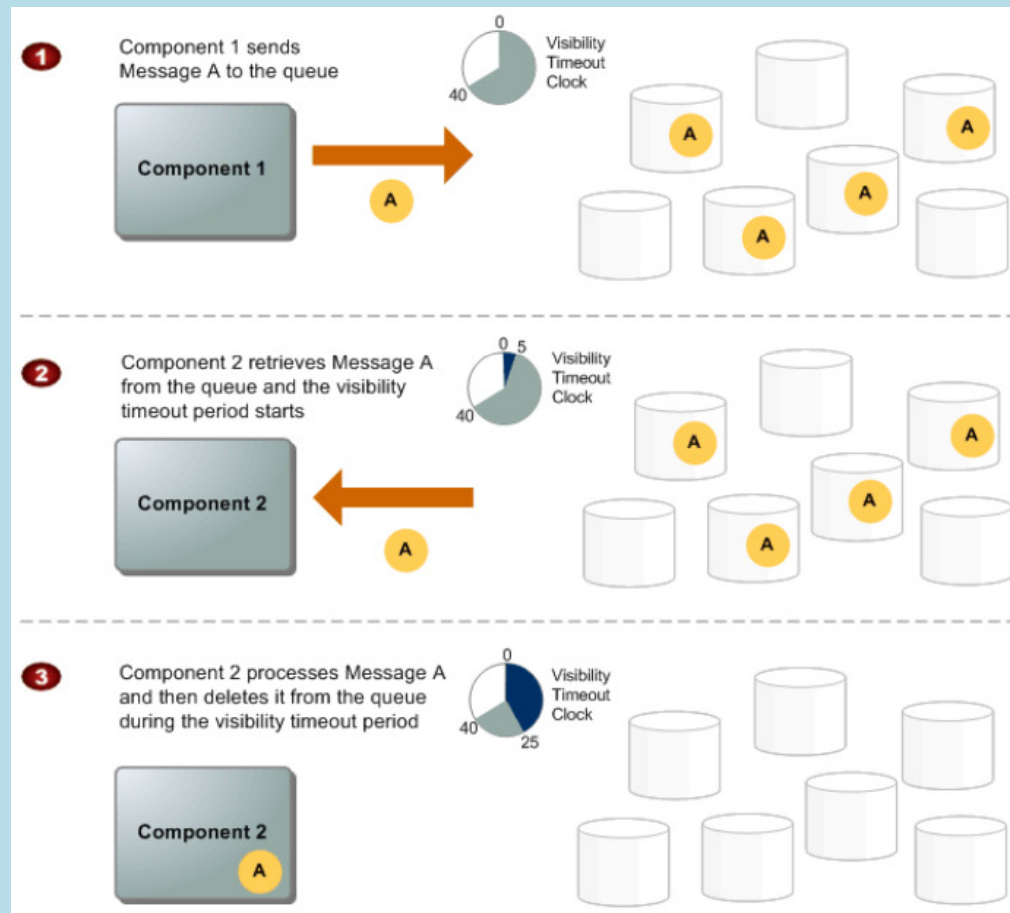 1
Component 1 sends
Message A to the queue
0
40
Visibility
Timeout
Clock
Component 1
A
A
A
A
A
2
Component 2 retrieves Message A
from the queue and the visibility
timeout period starts
0 5
40
Visibility
Timeout
Clock
Component 2
A
A
A
A
A
3
Component 2 processes Message A
and then deletes it from the queue
during the visibility timeout period
0
40
25
Visibility
Timeout
Clock
Component 2
A